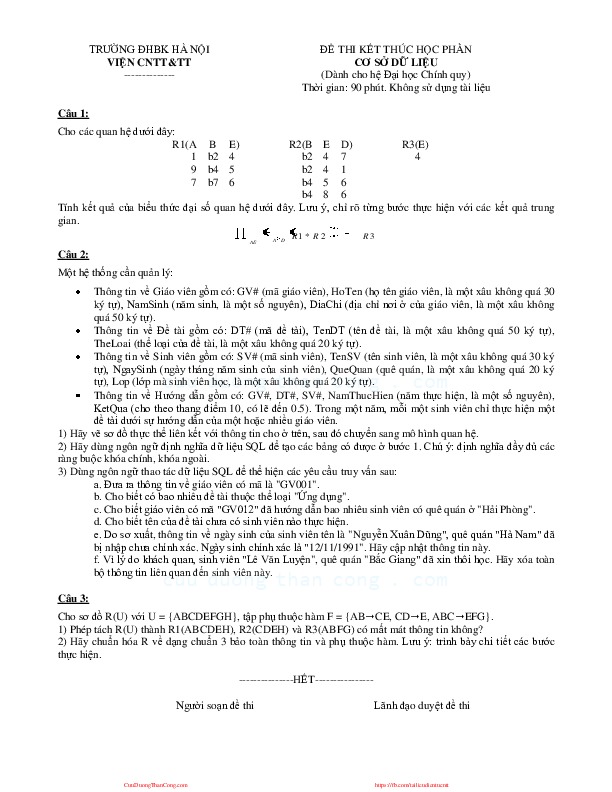 TRƯỜNG ĐHBK HÀ NỘI
VIỆN CNTT&TT
--------------
ĐỀ THI KẾT THÚC HỌC PHẦN
CƠ SỞ DỮ LIỆU
(Dành cho hệ Đại học Chính quy)
Thời gian: 90 phút. Không sử dụng tài liệu
Câu 1:
Cho các quan hệ dưới đây:
R1(A B E) R2(B E D) R3(E)
1 b2 4 b2 4 7 4
9 b4 5 b2 4 1
7 b7 6 b4 5 6
b4 8 6
Tính kết quả của biểu thức đại số quan hệ dưới đây. Lưu ý, chỉ rõ từng bước thực hiện với các kết quả trung
gian.
R1 * R 2 R 3
Câu 2:
Một hệ thống cần quản lý:
• Thông tin về Giáo viên gồm có: GV# (mã giáo viên), HoTen (họ tên giáo viên, là một xâu không quá 30
ký tự), NamSinh (năm sinh, là một số nguyên), DiaChi (địa chỉ nơi ở của giáo viên, là một xâu không
quá 50 ký tự).
• Thông tin về Đề tài gồm có: DT# (mã đề tài), TenDT (tên đề tài, là một xâu không quá 50 ký tự),
TheLoai (thể loại của đề tài, là một xâu không quá 20 ký tự).
• Thông tin về Sinh viên gồm có: SV# (mã sinh viên), TenSV (tên sinh viên, là một xâu không quá 30 ký
tự), NgaySinh (ngày tháng năm sinh của sinh viên), QueQuan (quê quán, là một xâu không quá 20 ký
tự), Lop (lớp mà sinh viên học, là một xâu không quá 20 ký tự).
• Thông tin về Hướng dẫn gồm có: GV#, DT#, SV#, NamThucHien (năm thực hiện, là một số nguyên),
KetQua (cho theo thang điểm 10, có lẻ đến 0.5). Trong một năm, mỗi một sinh viên chỉ thực hiện một
đề tài dưới sự hướng dẫn của một hoặc nhiều giáo viên.
1) Hãy vẽ sơ đồ thực thể liên kết với thông tin cho ở trên, sau đó chuyển sang mô hình quan hệ.
2) Hãy dùng ngôn ngữ định nghĩa dữ liệu SQL để tạo các bảng có được ở bước 1. Chú ý: định nghĩa đầy đủ các
ràng buộc khóa chính, khóa ngoài.
3) Dùng ngôn ngữ thao tác dữ liệu SQL để thể hiện các yêu cầu truy vấn sau:
a. Đưa ra thông tin về giáo viên có mã là "GV001".
b. Cho biết có bao nhiêu đề tài thuộc thể loại "Ứng dụng".
c. Cho biết giáo viên có mã "GV012" đã hướng dẫn bao nhiêu sinh viên có quê quán ở "Hải Phòng".
d. Cho biết tên của đề tài chưa có sinh viên nào thực hiện.
e. Do sơ xuất, thông tin về ngày sinh của sinh viên tên là "Nguyễn Xuân Dũng", quê quán "Hà Nam" đã
bị nhập chưa chính xác. Ngày sinh chính xác là "12/11/1991". Hãy cập nhật thông tin này.
f. Vì lý do khách quan, sinh viên "Lê Văn Luyện", quê quán "Bắc Giang" đã xin thôi học. Hãy xóa toàn
bộ thông tin liên quan đến sinh viên này.
cuu duong than cong . com
Câu 3:
Cho sơ đồ R(U) với U = {ABCDEFGH}, tập phụ thuộc hàm F = {AB→CE, CD→E, ABC→EFG}.
1) Phép tách R(U) thành R1(ABCDEH), R2(CDEH) và R3(ABFG) có mất mát thông tin không?
2) Hãy chuẩn hóa R về dạng chuẩn 3 bảo toàn thông tin và phụ thuộc hàm. Lưu ý: trình bày chi tiết các bước
thực hiện.
---------------HẾT----------------
Người soạn đề thi Lãnh đạo duyệt đề thi
CuuDuongThanCong.com https://fb.com/tailieudientucntt